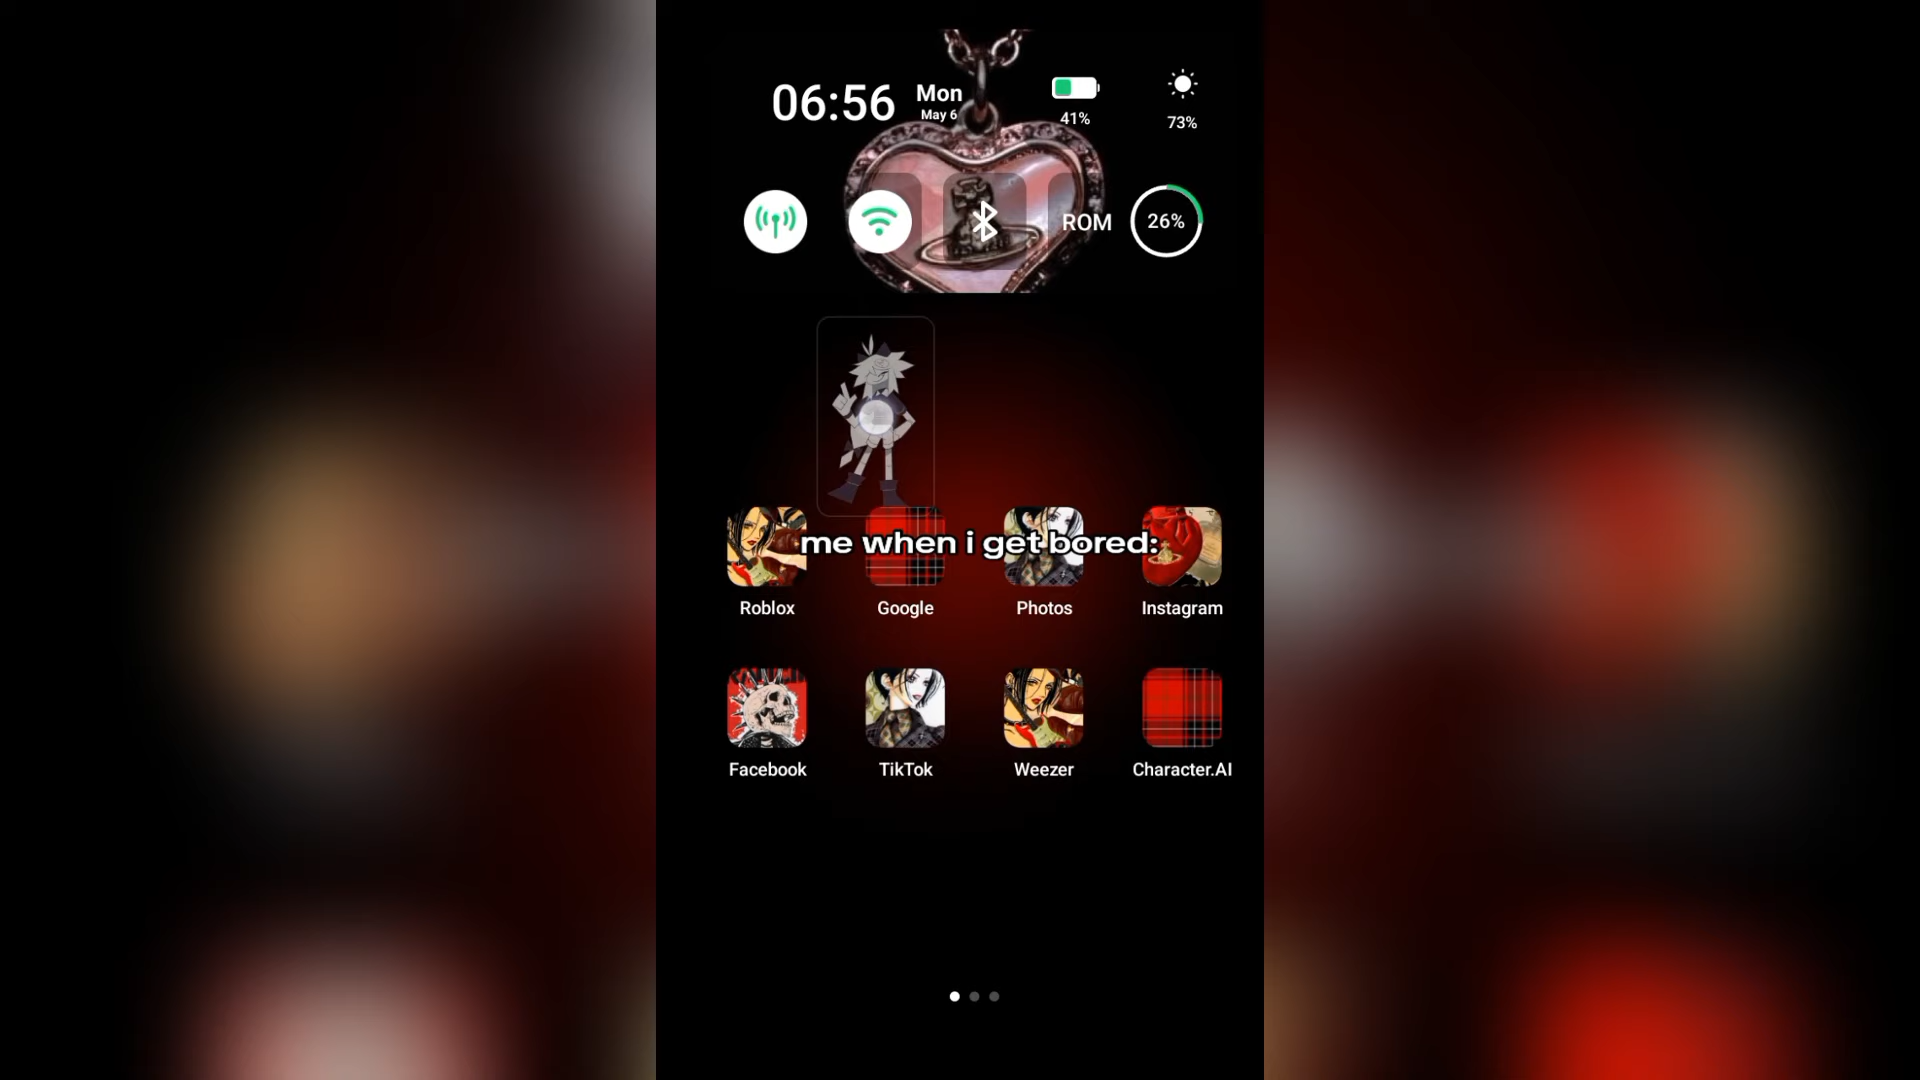 06:56 Mon
May 6
41%
73%
ROM 26%
me when i get bored:
Roblox Google Photos Instagram
Facebook TikTok Weezer Character.AI